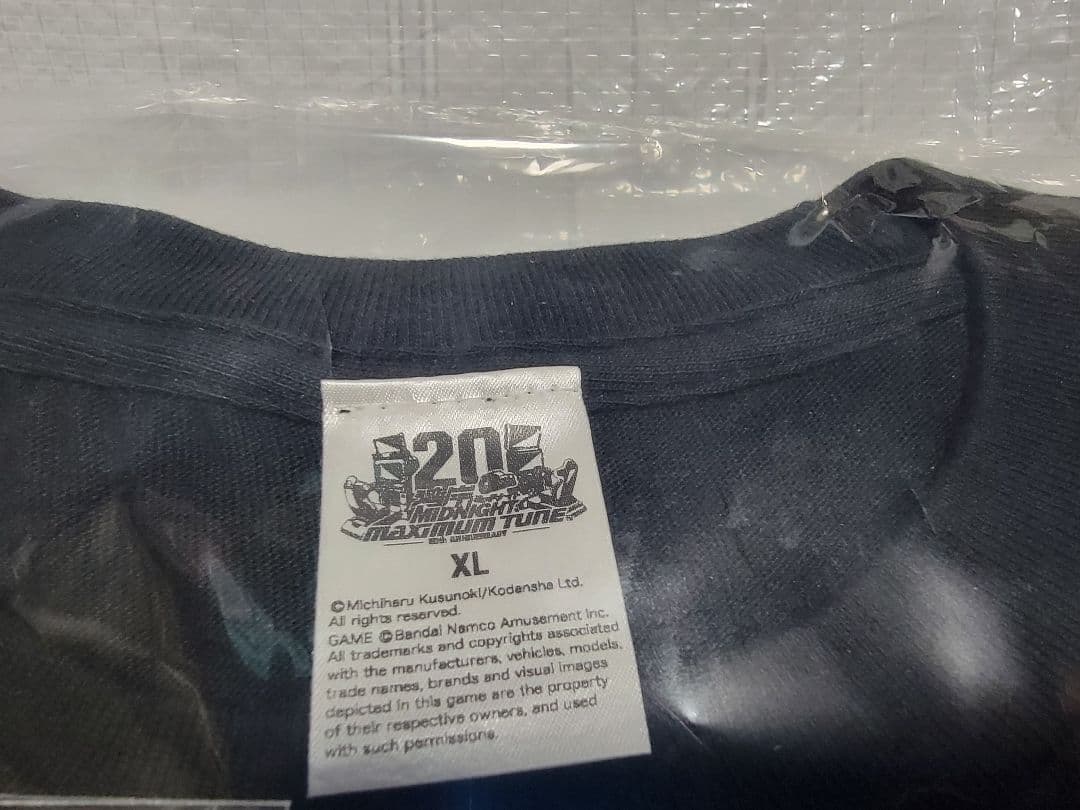 20
MIDNIGHT
MAXIMUM TUNE
20th ANNIVERSARY
XL
©Michiharu Kusunoki/Kodansha Ltd.
All rights reserved.
GAME ©Bandai Namco Amusement Inc.
All trademarks and copyrights associated
with the manufacturers, vehicles, models,
trade names, brands and visual images
depicted in this game are the property
of their respective owners, and used
with such permissions.